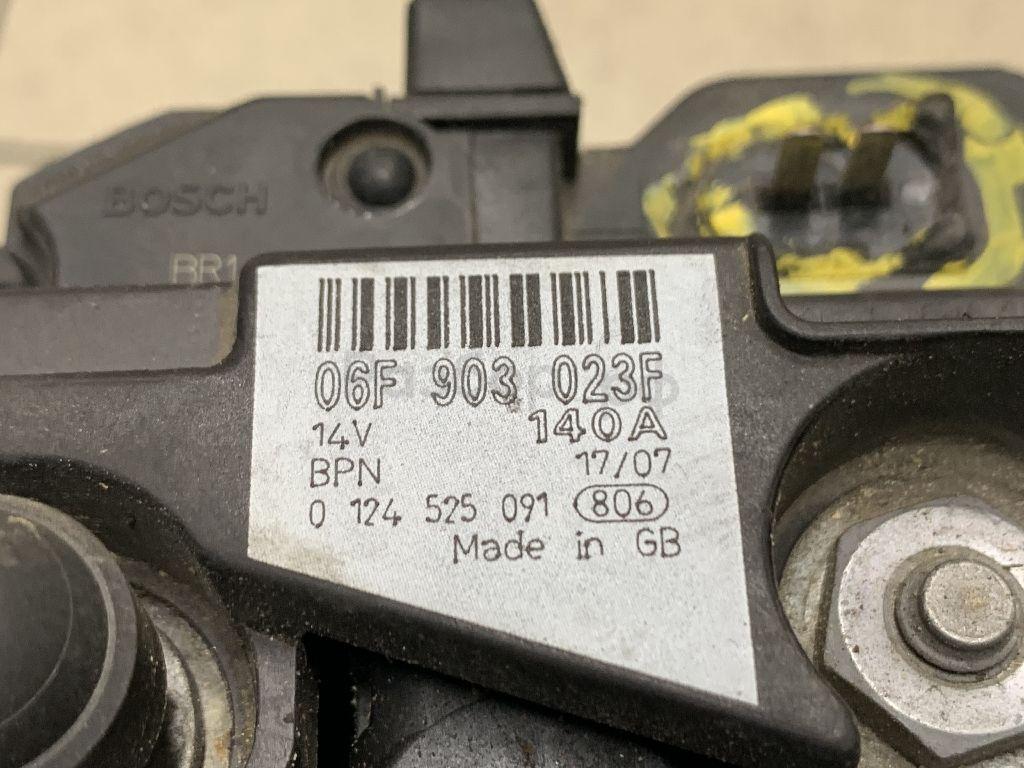 BOSCH
BR1
06F 903 023F
14V 140A
BPN 17/07
0 124 525 091 806
Made in GB